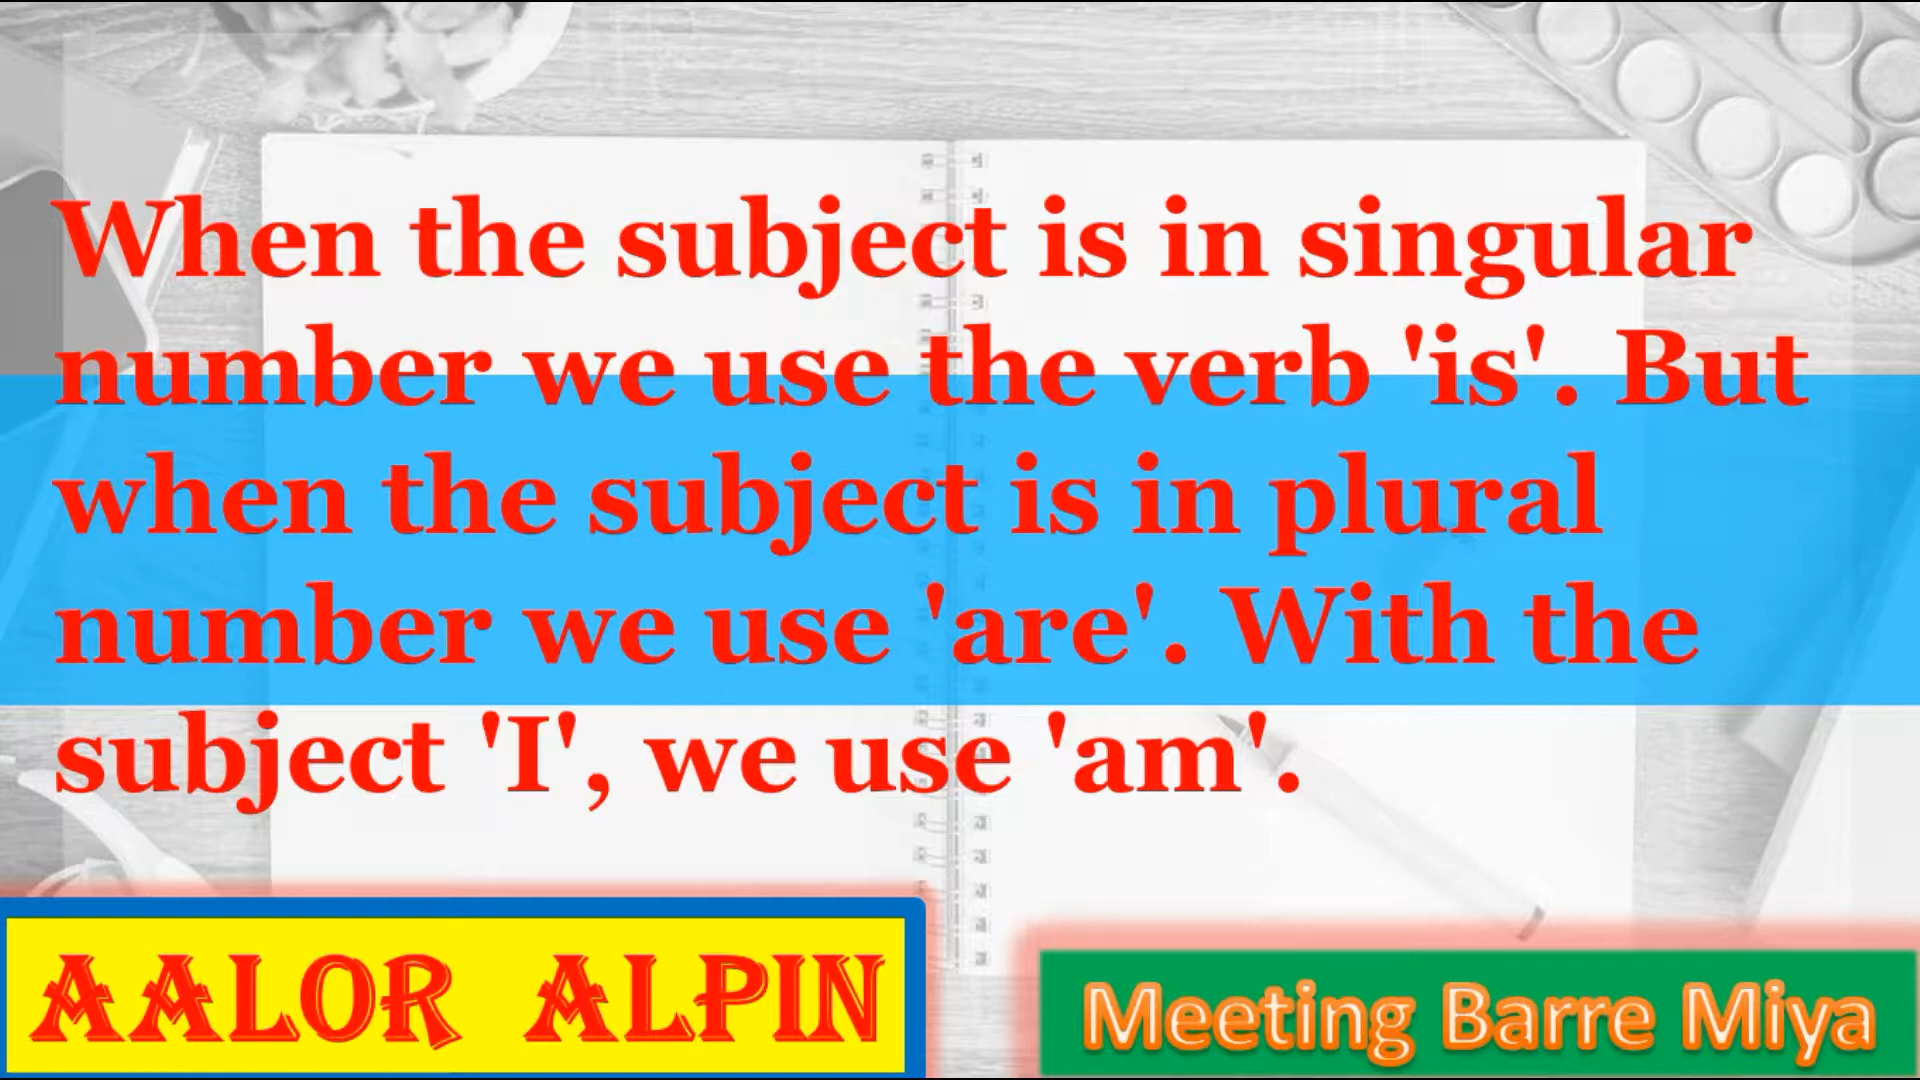 When the subject is in singular
number we use the verb 'is'. But
when the subject is in plural
number we use 'are'. With the
subject 'I', we use 'am'.
AALOR ALPIN
Meeting Barre Miya